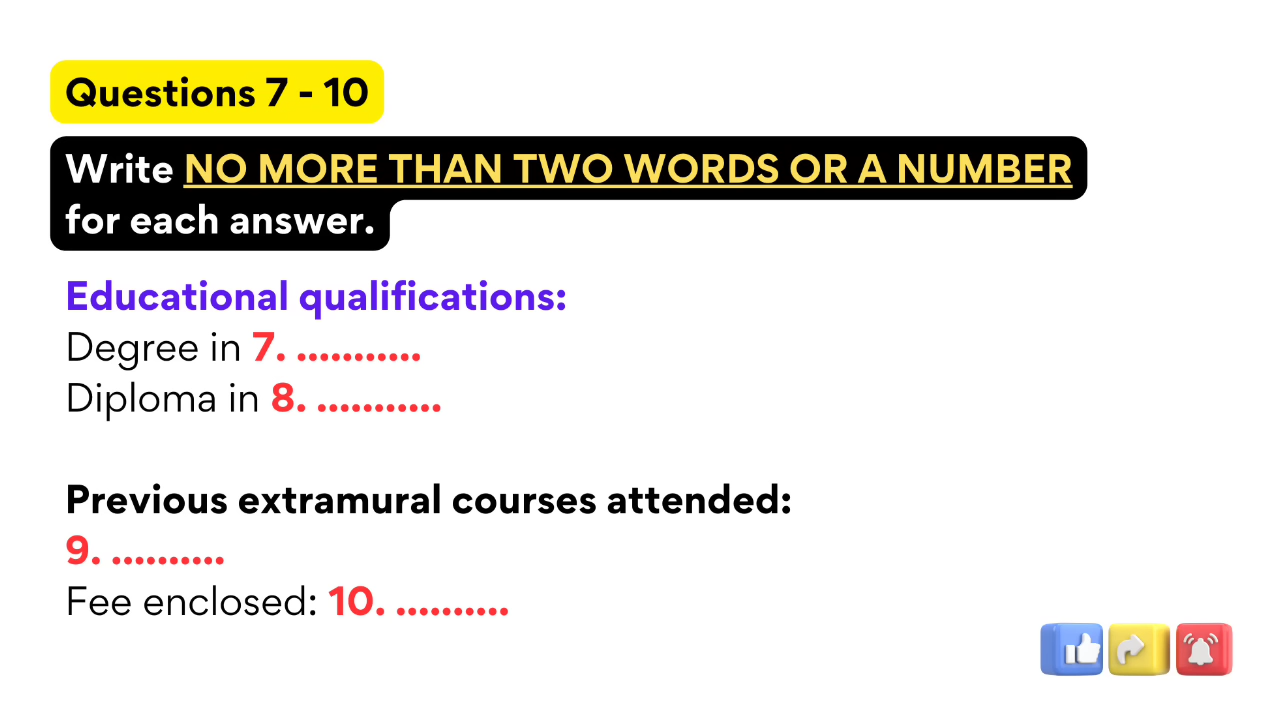 Questions 7 - 10
Write NO MORE THAN TWO WORDS OR A NUMBER
for each answer.
Educational qualifications:
Degree in 7. ...........
Diploma in 8. ...........
Previous extramural courses attended:
9. ..........
Fee enclosed: 10. ..........